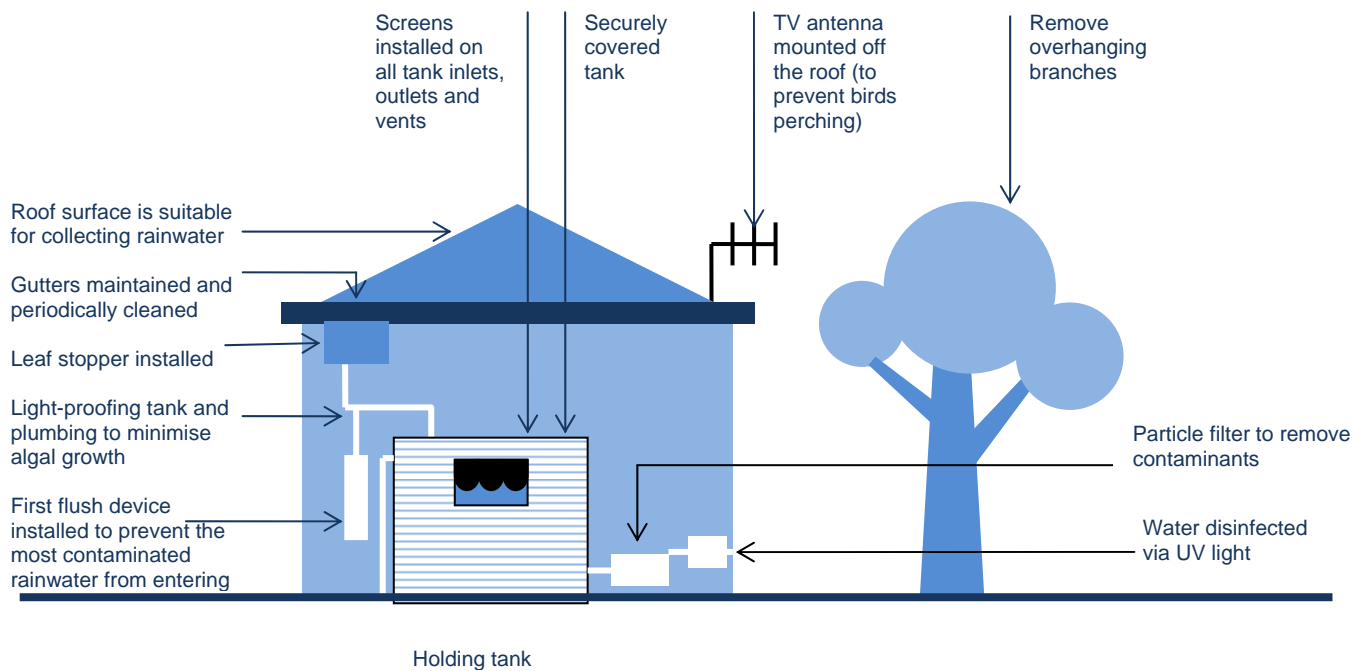 Screens
installed on
all tank inlets,
outlets and
vents
Securely
covered
tank
TV antenna
mounted off
the roof (to
prevent birds
perching)
Remove
overhanging
branches
Roof surface is suitable
for collecting rainwater
Gutters maintained and
periodically cleaned
Leaf stopper installed
Light-proofing tank and
plumbing to minimise
algal growth
First flush device
installed to prevent the
most contaminated
rainwater from entering
Particle filter to remove
contaminants
Water disinfected
via UV light
Holding tank